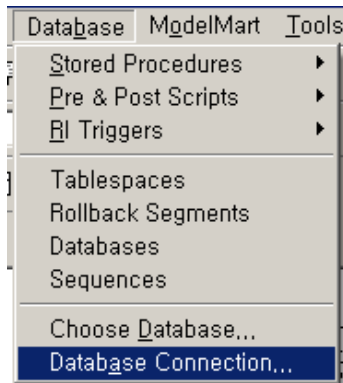 Database ModelMart Tools
Stored Procedures
Pre & Post Scripts
RI Triggers
Tablespaces
Rollback Segments
Databases
Sequences
Choose Database...
Database Connection...